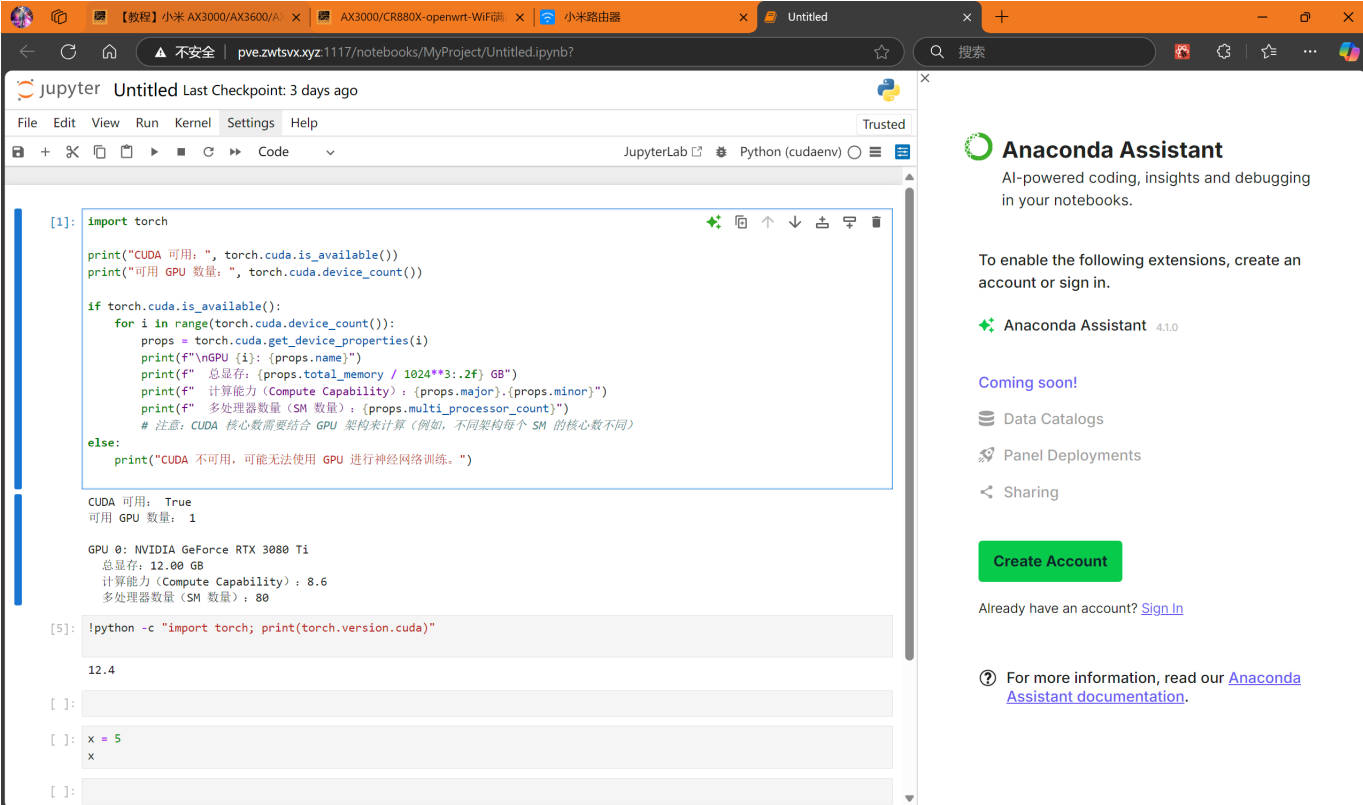 【教程】小米 AX3000/AX3600/AX
AX3000/CR880X-openwrt-WiFi满
小米路由器
Untitled
不安全
pve.zwtsvx.xyz:1117/notebooks/MyProject/Untitled.ipynb?
搜索
jupyter Untitled Last Checkpoint: 3 days ago
File Edit View Run Kernel Settings Help Trusted
Code JupyterLab Python (cudaenv)
[1]: import torch
print("CUDA 可用：", torch.cuda.is_available())
print("可用 GPU 数量：", torch.cuda.device_count())
if torch.cuda.is_available():
    for i in range(torch.cuda.device_count()):
        props = torch.cuda.get_device_properties(i)
        print(f"\nGPU {i}: {props.name}")
        print(f"  总显存：{props.total_memory / 1024**3:.2f} GB")
        print(f"  计算能力（Compute Capability）：{props.major}.{props.minor}")
        print(f"  多处理器数量（SM 数量）：{props.multi_processor_count}")
        # 注意：CUDA 核心数需要结合 GPU 架构来计算（例如，不同架构每个 SM 的核心数不同）
else:
    print("CUDA 不可用，可能无法使用 GPU 进行神经网络训练。")
CUDA 可用： True
可用 GPU 数量： 1
GPU 0: NVIDIA GeForce RTX 3080 Ti
  总显存：12.00 GB
  计算能力（Compute Capability）：8.6
  多处理器数量（SM 数量）：80
[5]: !python -c "import torch; print(torch.version.cuda)"
12.4
[ ]:
[ ]: x = 5
x
[ ]:
Anaconda Assistant
AI-powered coding, insights and debugging
in your notebooks.
To enable the following extensions, create an
account or sign in.
Anaconda Assistant 4.1.0
Coming soon!
Data Catalogs
Panel Deployments
Sharing
Create Account
Already have an account? Sign In
For more information, read our Anaconda
Assistant documentation.